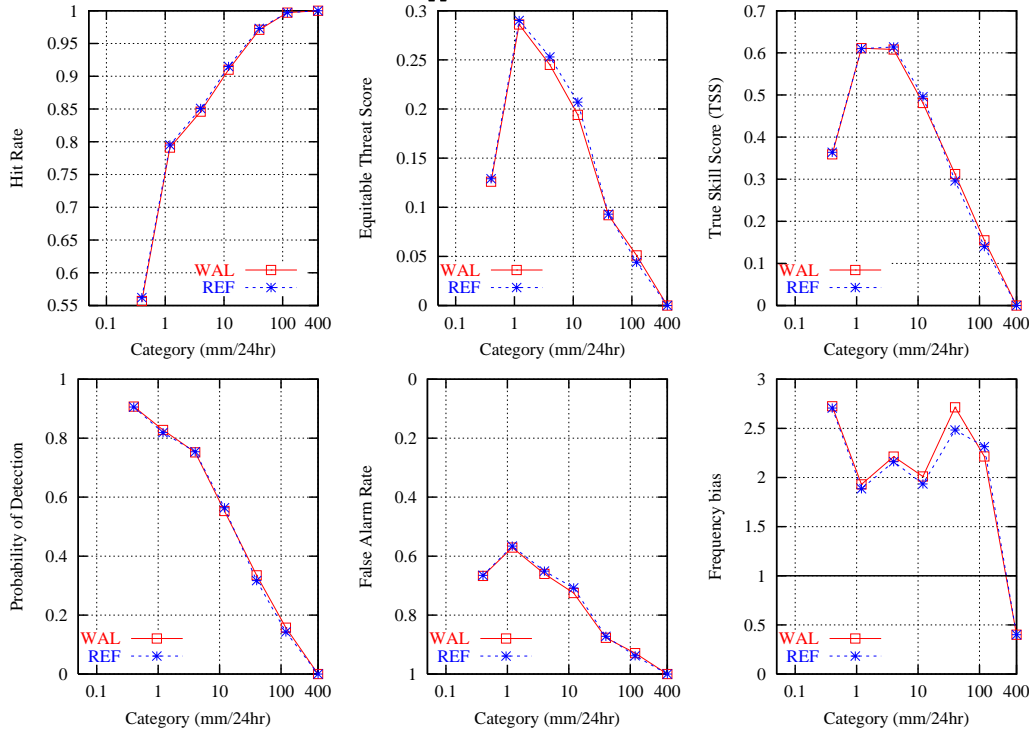 Hit Rate
1
0.95
0.9
0.85
0.8
0.75
0.7
0.65
0.6
0.55
WAL
REF
0.1 1 10 100 400
Category (mm/24hr)
Equitable Threat Score
0.3
0.25
0.2
0.15
0.1
0.05
0
WAL
REF
0.1 1 10 100 400
Category (mm/24hr)
True Skill Score (TSS)
0.7
0.6
0.5
0.4
0.3
0.2
0.1
0
WAL
REF
0.1 1 10 100 400
Category (mm/24hr)
Probability of Detection
1
0.8
0.6
0.4
0.2
0
WAL
REF
0.1 1 10 100 400
Category (mm/24hr)
False Alarm Rate
0
0.2
0.4
0.6
0.8
1
WAL
REF
0.1 1 10 100 400
Category (mm/24hr)
Frequency bias
3
2.5
2
1.5
1
0.5
0
WAL
REF
0.1 1 10 100 400
Category (mm/24hr)